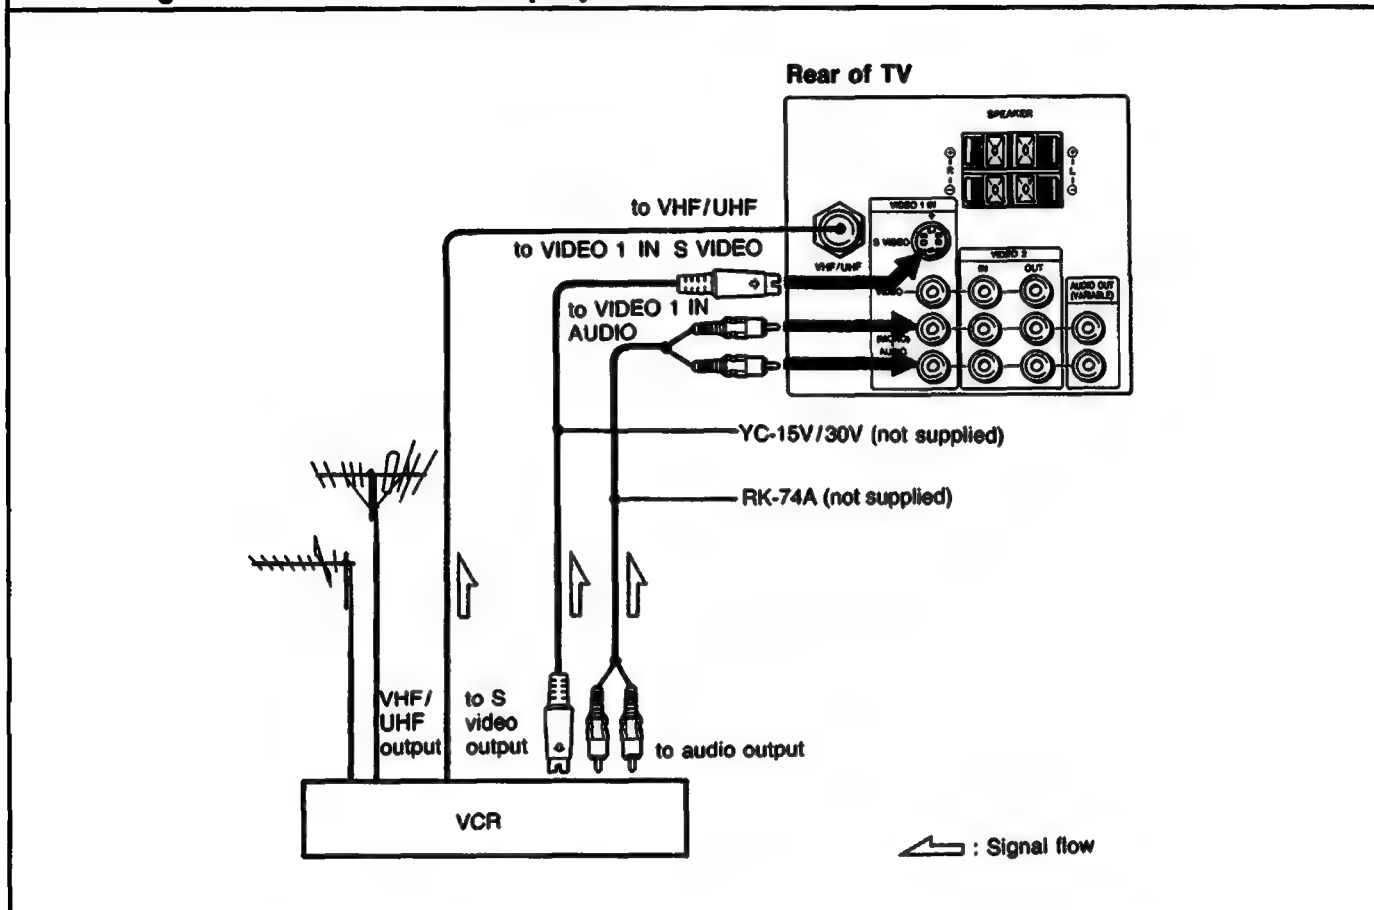 Rear of TV
SPEAKER
R
L
to VHF/UHF
VIDEO 1 IN
to VIDEO 1 IN S VIDEO
S VIDEO
VHF/UHF
VIDEO 2
IN
OUT
AUDIO OUT
(VARIABLE)
VIDEO
to VIDEO 1 IN
AUDIO
(MONO)
AUDIO
YC-15V/30V (not supplied)
RK-74A (not supplied)
VHF/
UHF
output
to S
video
output
to audio output
VCR
: Signal flow